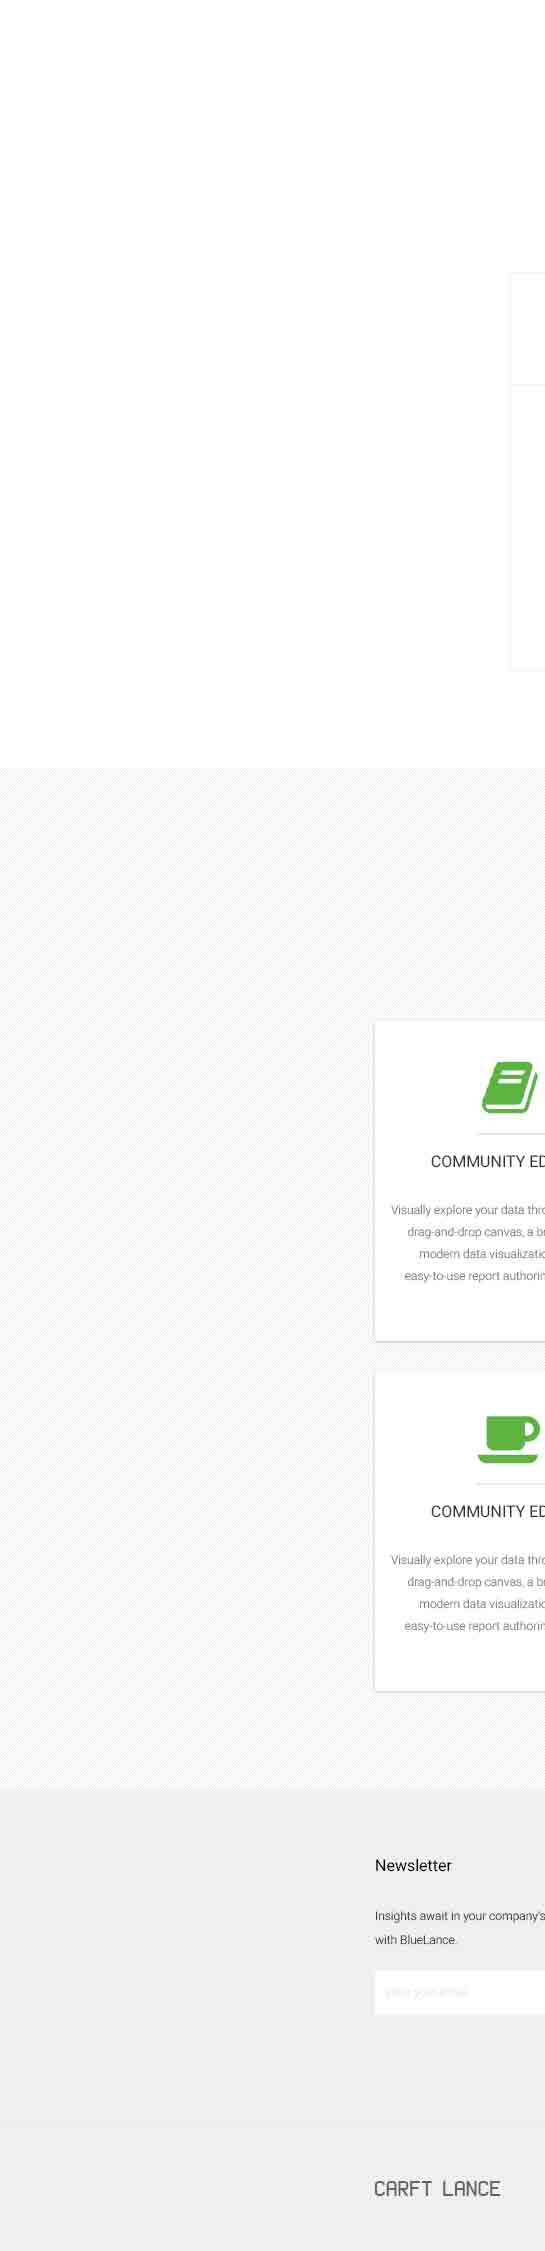 COMMUNITY ED
Visually explore your data thro
drag-and-drop canvas, a br
modern data visualizatio
easy-to-use report authorin
COMMUNITY ED
Visually explore your data thro
drag-and-drop canvas, a br
modern data visualizatio
easy-to-use report authorin
Newsletter
Insights await in your company's
with BlueLance.
your email
CARFT LANCE